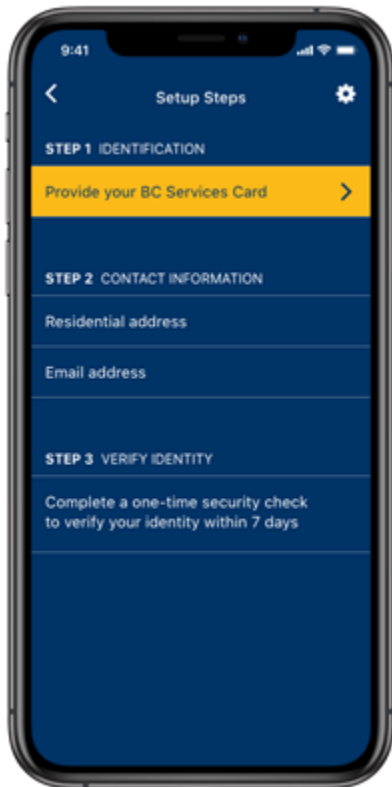 9:41
Setup Steps
STEP 1 IDENTIFICATION
Provide your BC Services Card
STEP 2 CONTACT INFORMATION
Residential address
Email address
STEP 3 VERIFY IDENTITY
Complete a one-time security check
to verify your identity within 7 days